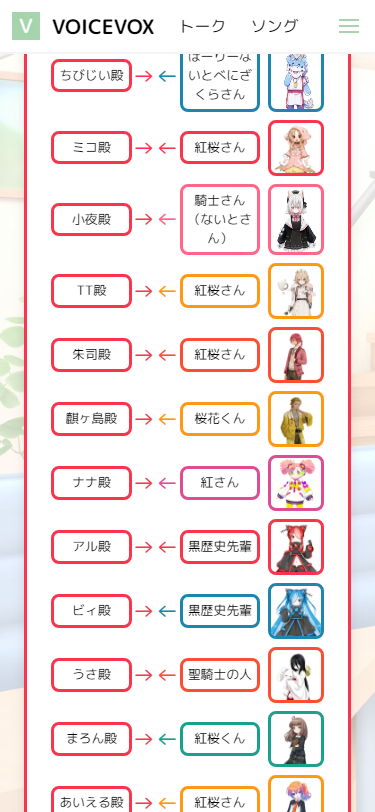 V VOICEVOX トーク ソング
ちびじい殿
ほーりーな
いとべにざ
くらさん
ミコ殿
紅桜さん
小夜殿
騎士さん
（ないとさ
ん）
TT殿
紅桜さん
朱司殿
紅桜さん
麒ヶ島殿
桜花くん
ナナ殿
紅さん
アル殿
黒歴史先輩
ビィ殿
黒歴史先輩
うさ殿
聖騎士の人
まろん殿
紅桜くん
あいえる殿
紅桜さん